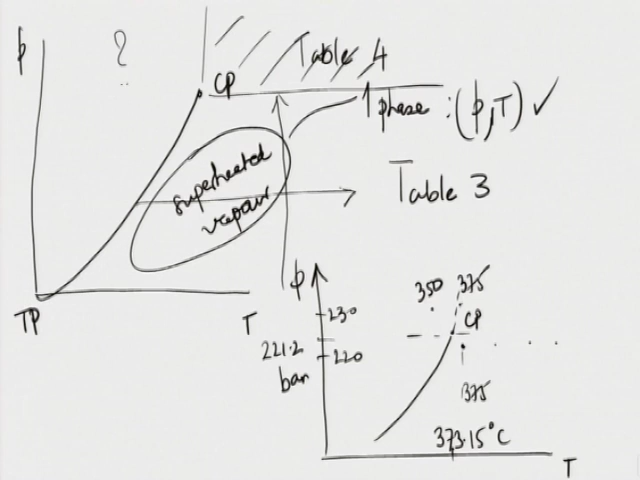 p
?
Table 4
CP
1 phase : (p, T) ✓
superheated
vapour
Table 3
TP
T
p
350 375
230
CP
221.2
bar
220
375
373.15°C
T